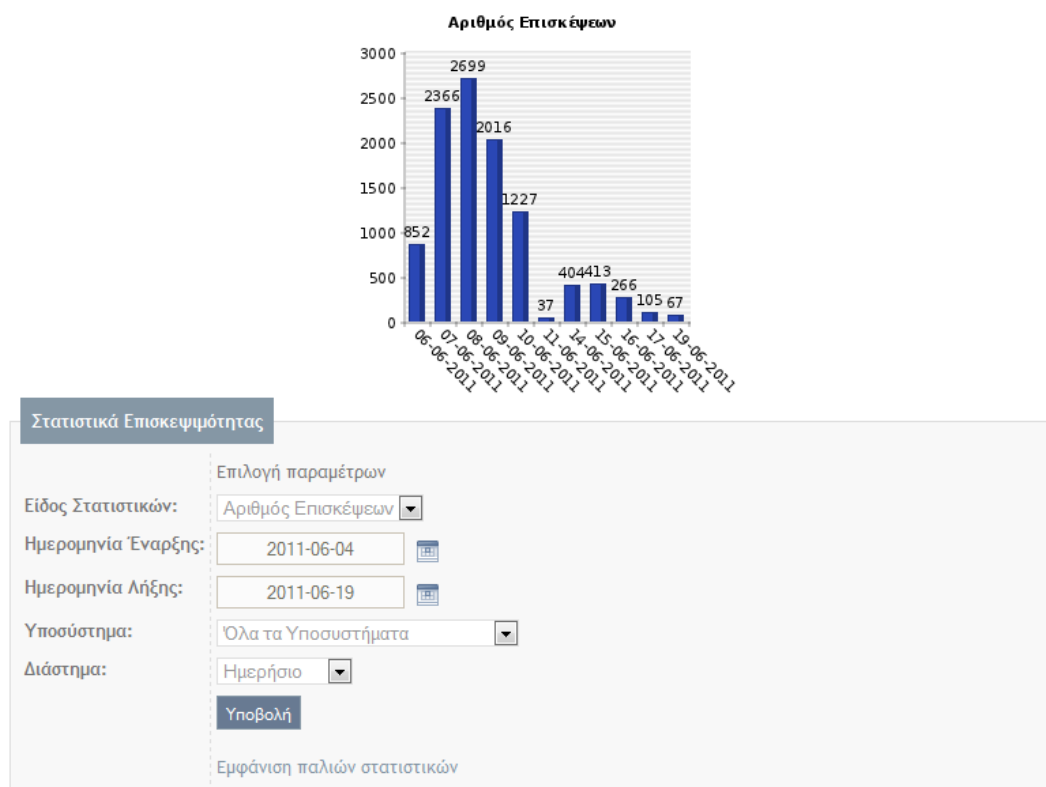 Αριθμός Επισκέψεων
3000
2500
2000
1500
1000
500
0
852
2366
2699
2016
1227
37
404
413
266
105
67
06-06-2011
07-06-2011
08-06-2011
09-06-2011
10-06-2011
11-06-2011
14-06-2011
15-06-2011
16-06-2011
17-06-2011
19-06-2011
Στατιστικά Επισκεψιμότητας
Επιλογή παραμέτρων
Είδος Στατιστικών: Αριθμός Επισκέψεων
Ημερομηνία Έναρξης: 2011-06-04
Ημερομηνία Λήξης: 2011-06-19
Υποσύστημα: Όλα τα Υποσυστήματα
Διάστημα: Ημερήσιο
Υποβολή
Εμφάνιση παλιών στατιστικών